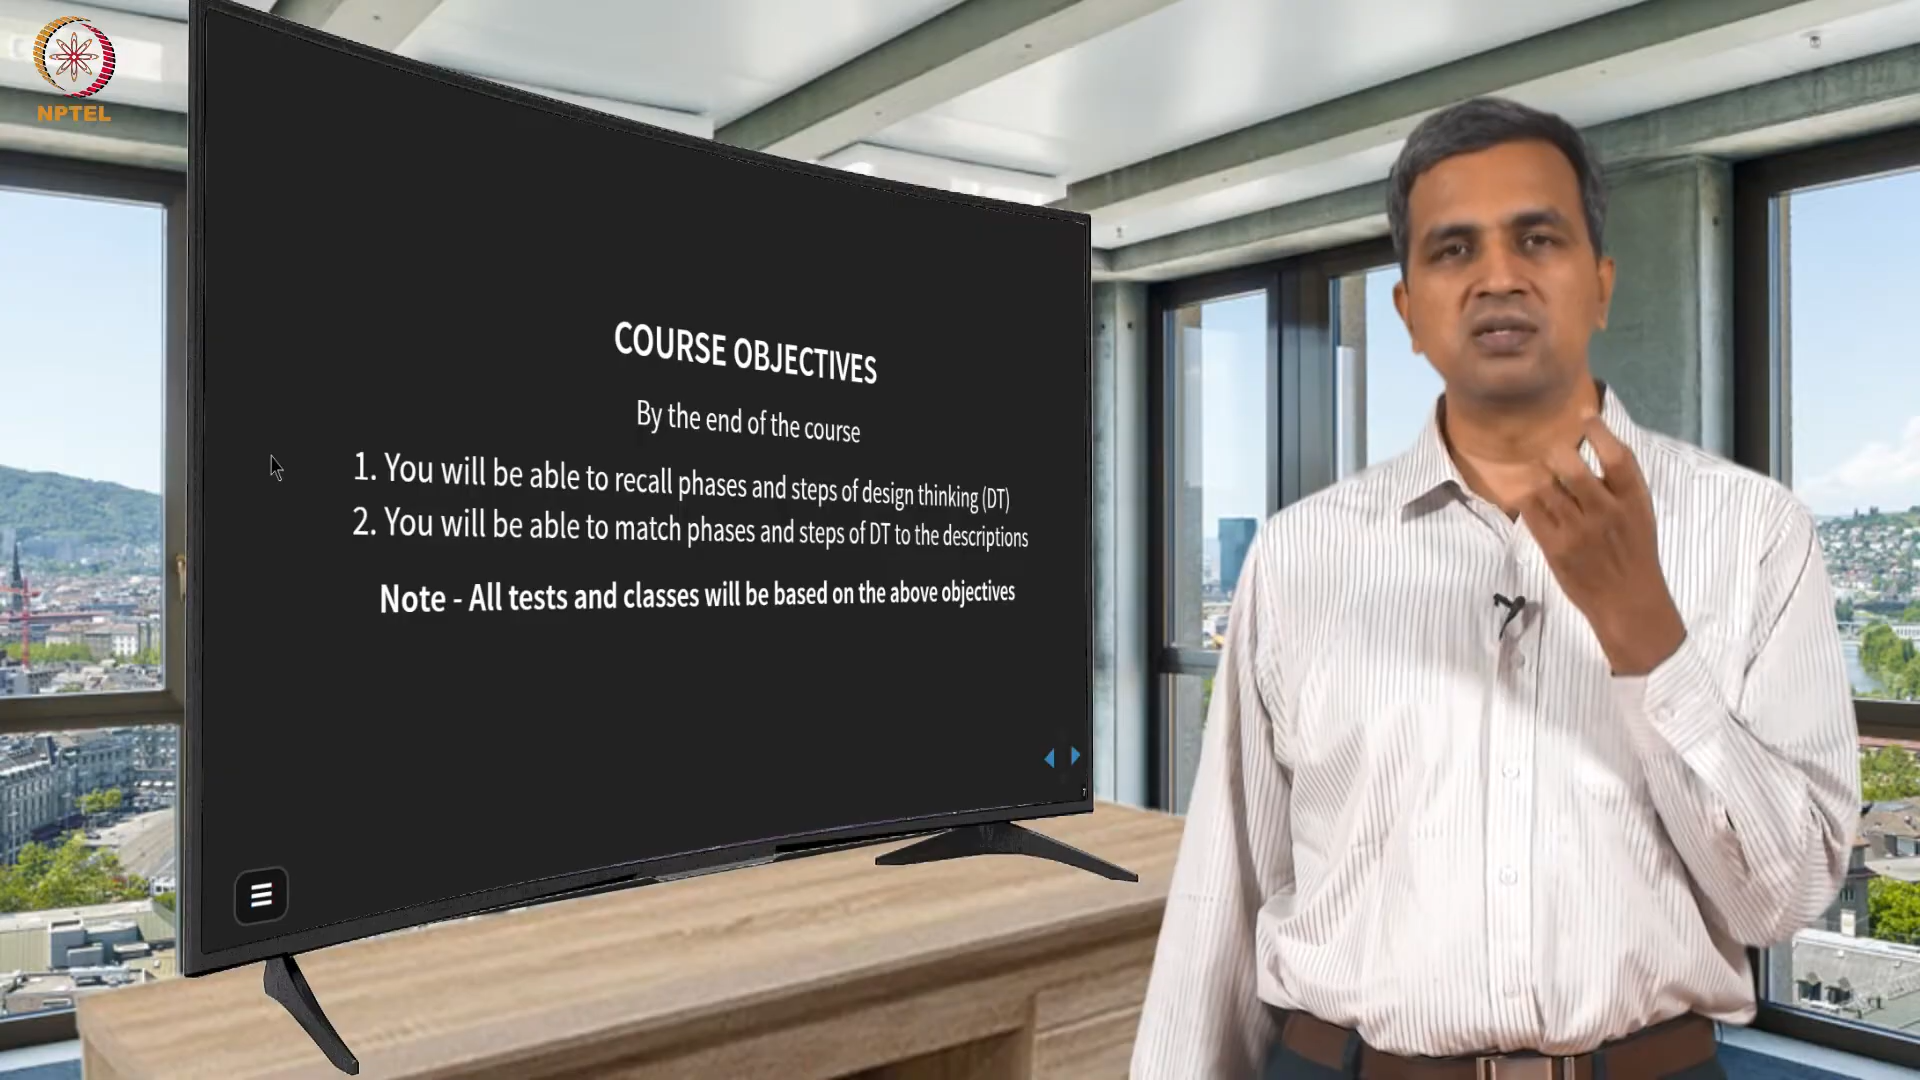 NPTEL
COURSE OBJECTIVES
By the end of the course
1. You will be able to recall phases and steps of design thinking (DT)
2. You will be able to match phases and steps of DT to the descriptions
Note - All tests and classes will be based on the above objectives
7